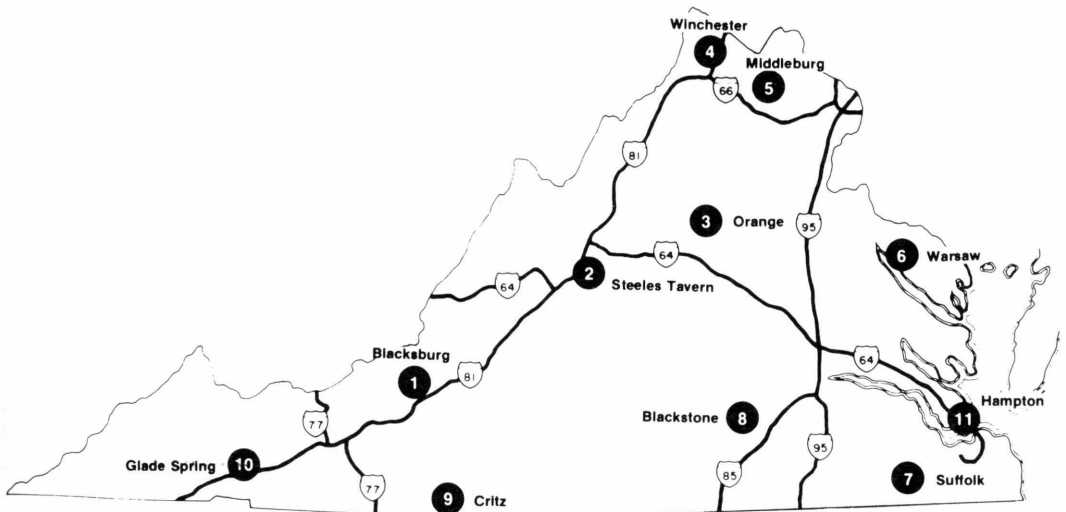 Winchester
4
Middleburg
5
66
81
3
Orange
95
6
Warsaw
64
2
Steeles Tavern
64
Blacksburg
1
81
64
Hampton
11
77
Blackstone
8
95
Glade Spring
10
85
7
Suffolk
77
9
Critz